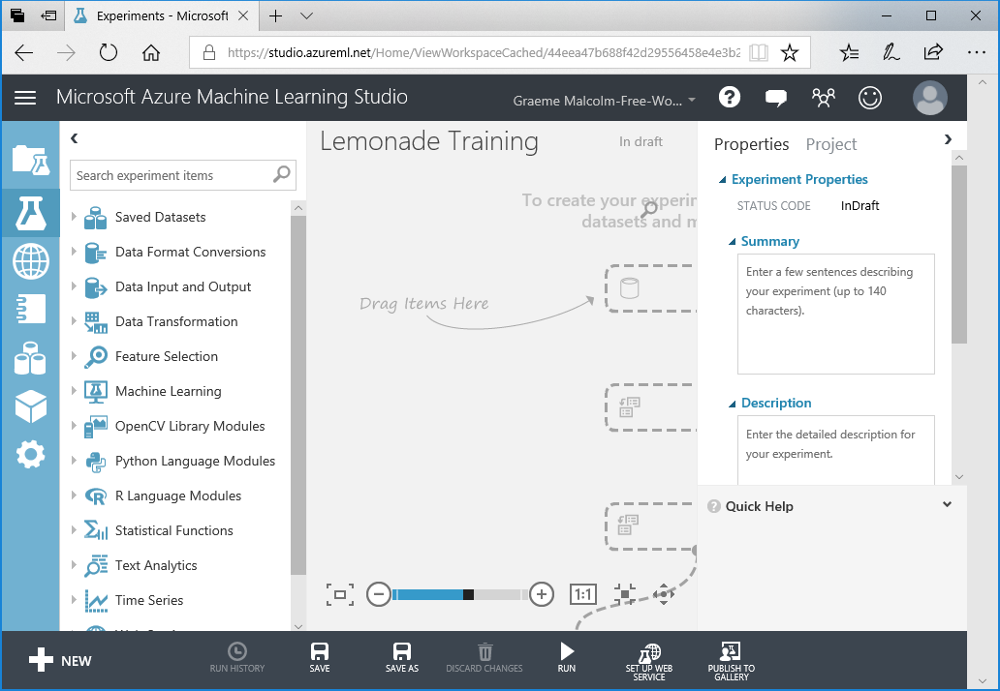 Experiments - Microsoft
https://studio.azureml.net/Home/ViewWorkspaceCached/44eea47b688f42d29556458e4e3b2
Microsoft Azure Machine Learning Studio
Graeme Malcolm-Free-Wo...
?
Search experiment items
Saved Datasets
Data Format Conversions
Data Input and Output
Data Transformation
Feature Selection
Machine Learning
OpenCV Library Modules
Python Language Modules
R Language Modules
Statistical Functions
Text Analytics
Time Series
Lemonade Training
In draft
To create your experim
datasets and m
Drag Items Here
1:1
Properties
Project
Experiment Properties
STATUS CODE
InDraft
Summary
Enter a few sentences describing
your experiment (up to 140
characters).
Description
Enter the detailed description for
your experiment.
? Quick Help
NEW
RUN HISTORY
SAVE
SAVE AS
DISCARD CHANGES
RUN
SET UP WEB
SERVICE
PUBLISH TO
GALLERY